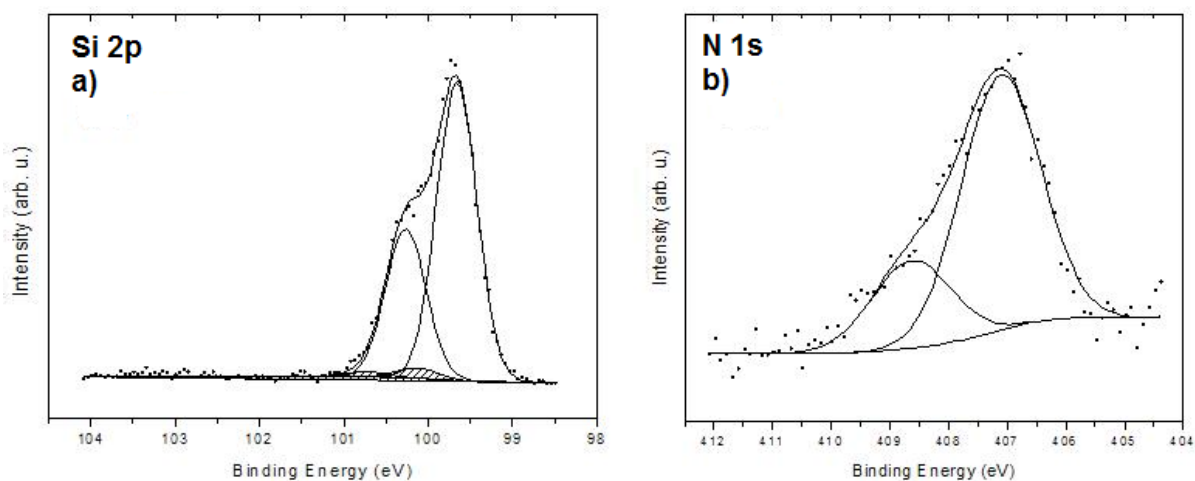 Si 2p
a)
Intensity (arb. u.)
104 103 102 101 100 99 98
Binding Energy (eV)
N 1s
b)
Intensity (arb. u.)
412 411 410 409 408 407 406 405 404
Binding Energy (eV)